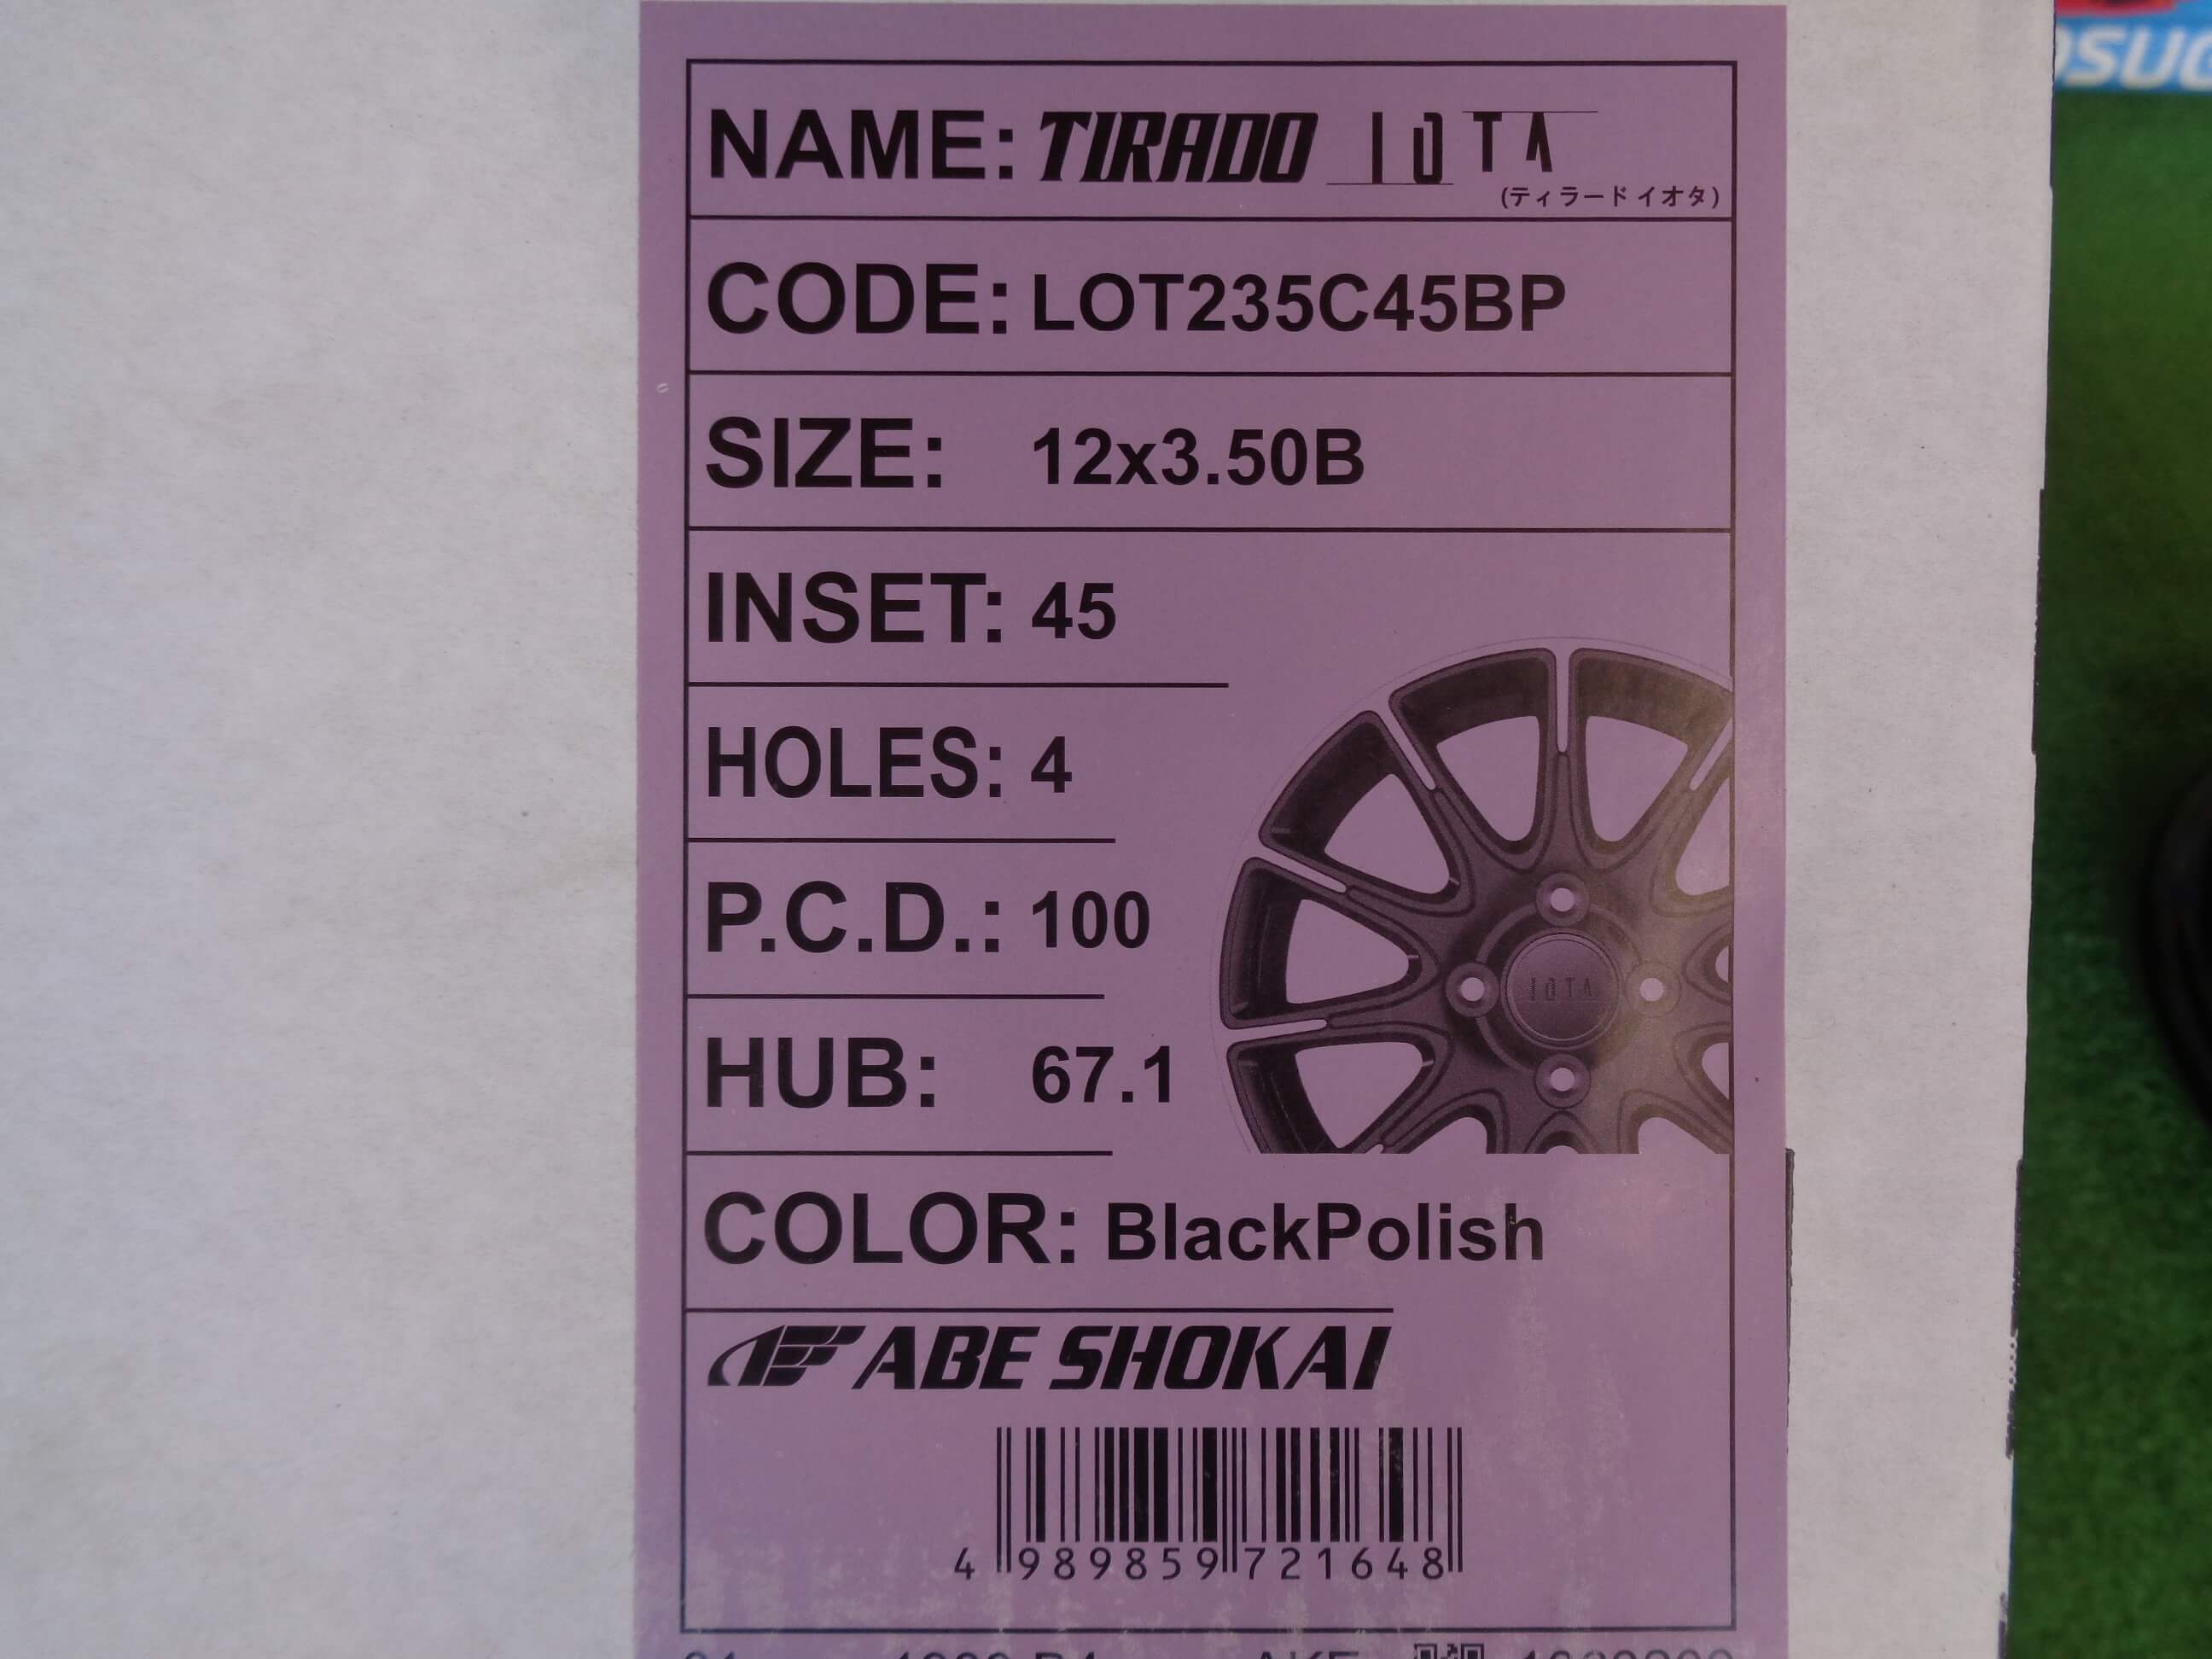 NAME: TIRADO IOTA
(ティラード イオタ)
CODE: LOT235C45BP
SIZE: 12x3.50B
INSET: 45
HOLES: 4
P.C.D.: 100
IOTA
HUB: 67.1
COLOR: BlackPolish
ABE SHOKAI
4 989859 721648